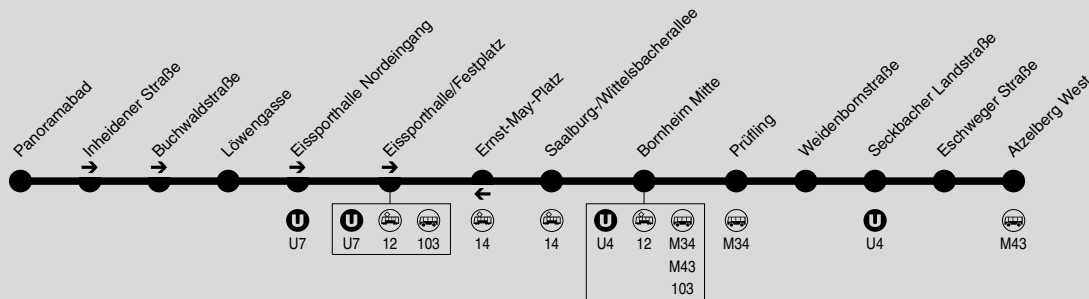 Panoramabad
Inheidener Straße
Buchwaldstraße
Löwengasse
Eissporthalle Nordeingang
Eissporthalle/Festplatz
Ernst-May-Platz
Saalburg-/Wittelsbacherallee
Bornheim Mitte
Prüfling
Weidenbornstraße
Seckbacher Landstraße
Eschweger Straße
Atzelberg West
U U U U
U7 U7 12 103 14 14 U4 12 M34 M34 U4 M43
M43
103